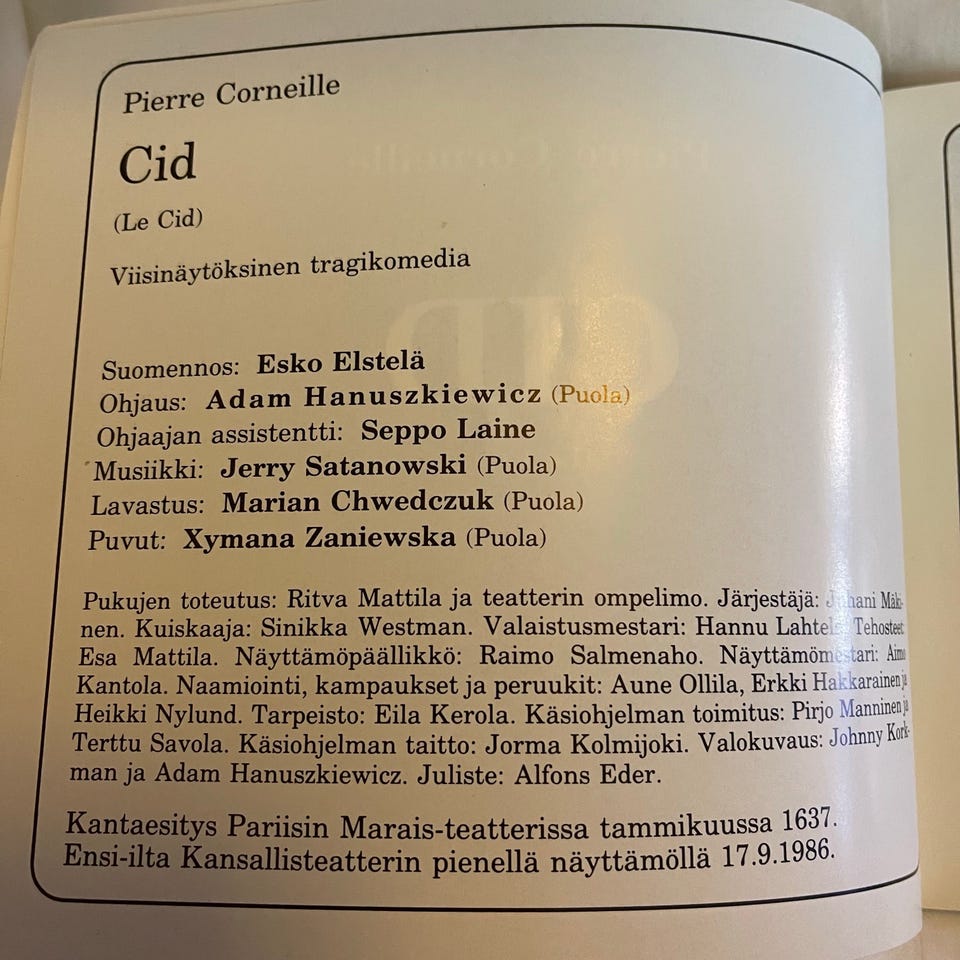 Pierre Corneille
Cid
(Le Cid)
Viisinäytöksinen tragikomedia
Suomennos: Esko Elstelä
Ohjaus: Adam Hanuszkiewicz (Puola)
Ohjaajan assistentti: Seppo Laine
Musiikki: Jerry Satanowski (Puola)
Lavastus: Marian Chwedczuk (Puola)
Puvut: Xymana Zaniewska (Puola)
Pukujen toteutus: Ritva Mattila ja teatterin ompelimo. Järjestäjä: Juhani Mäki-
nen. Kuiskaaja: Sinikka Westman. Valaistusmestari: Hannu Lahtela. Tehosteet:
Esa Mattila. Näyttämöpäällikkö: Raimo Salmenaho. Näyttämömestari: Aimo
Kantola. Naamiointi, kampaukset ja peruukit: Aune Ollila, Erkki Hakkarainen ja
Heikki Nylund. Tarpeisto: Eila Kerola. Käsiohjelman toimitus: Pirjo Manninen ja
Terttu Savola. Käsiohjelman taitto: Jorma Kolmijoki. Valokuvaus: Johnny Kork-
man ja Adam Hanuszkiewicz. Juliste: Alfons Eder.
Kantaesitys Pariisin Marais-teatterissa tammikuussa 1637.
Ensi-ilta Kansallisteatterin pienellä näyttämöllä 17.9.1986.